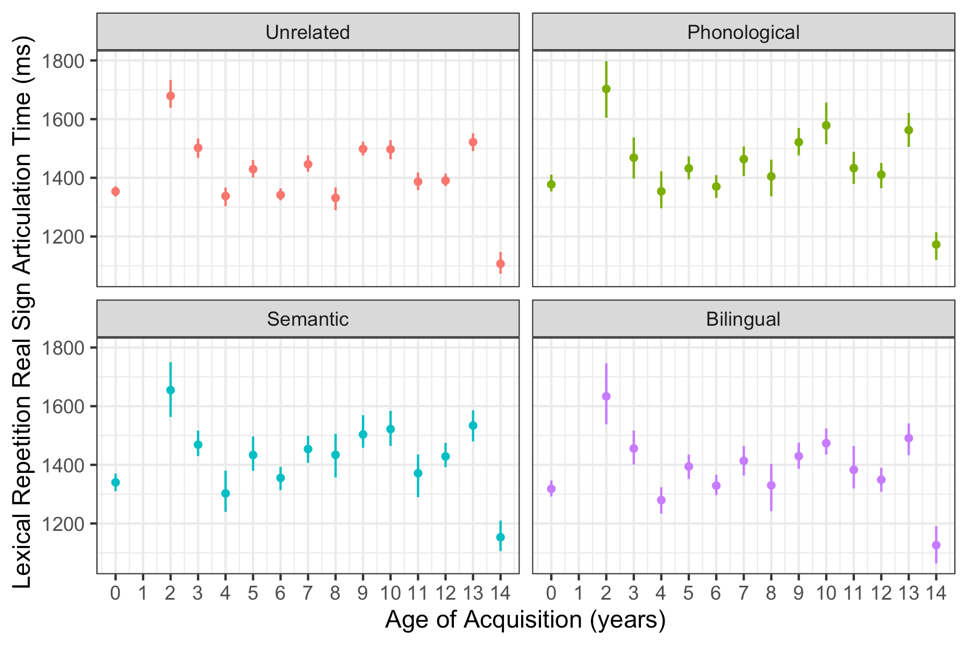 Lexical Repetition Real Sign Articulation Time (ms)
Unrelated
Phonological
1800
1600
1400
1200
Semantic
Bilingual
1800
1600
1400
1200
0 1 2 3 4 5 6 7 8 9 10 11 12 13 14
0 1 2 3 4 5 6 7 8 9 10 11 12 13 14
Age of Acquisition (years)